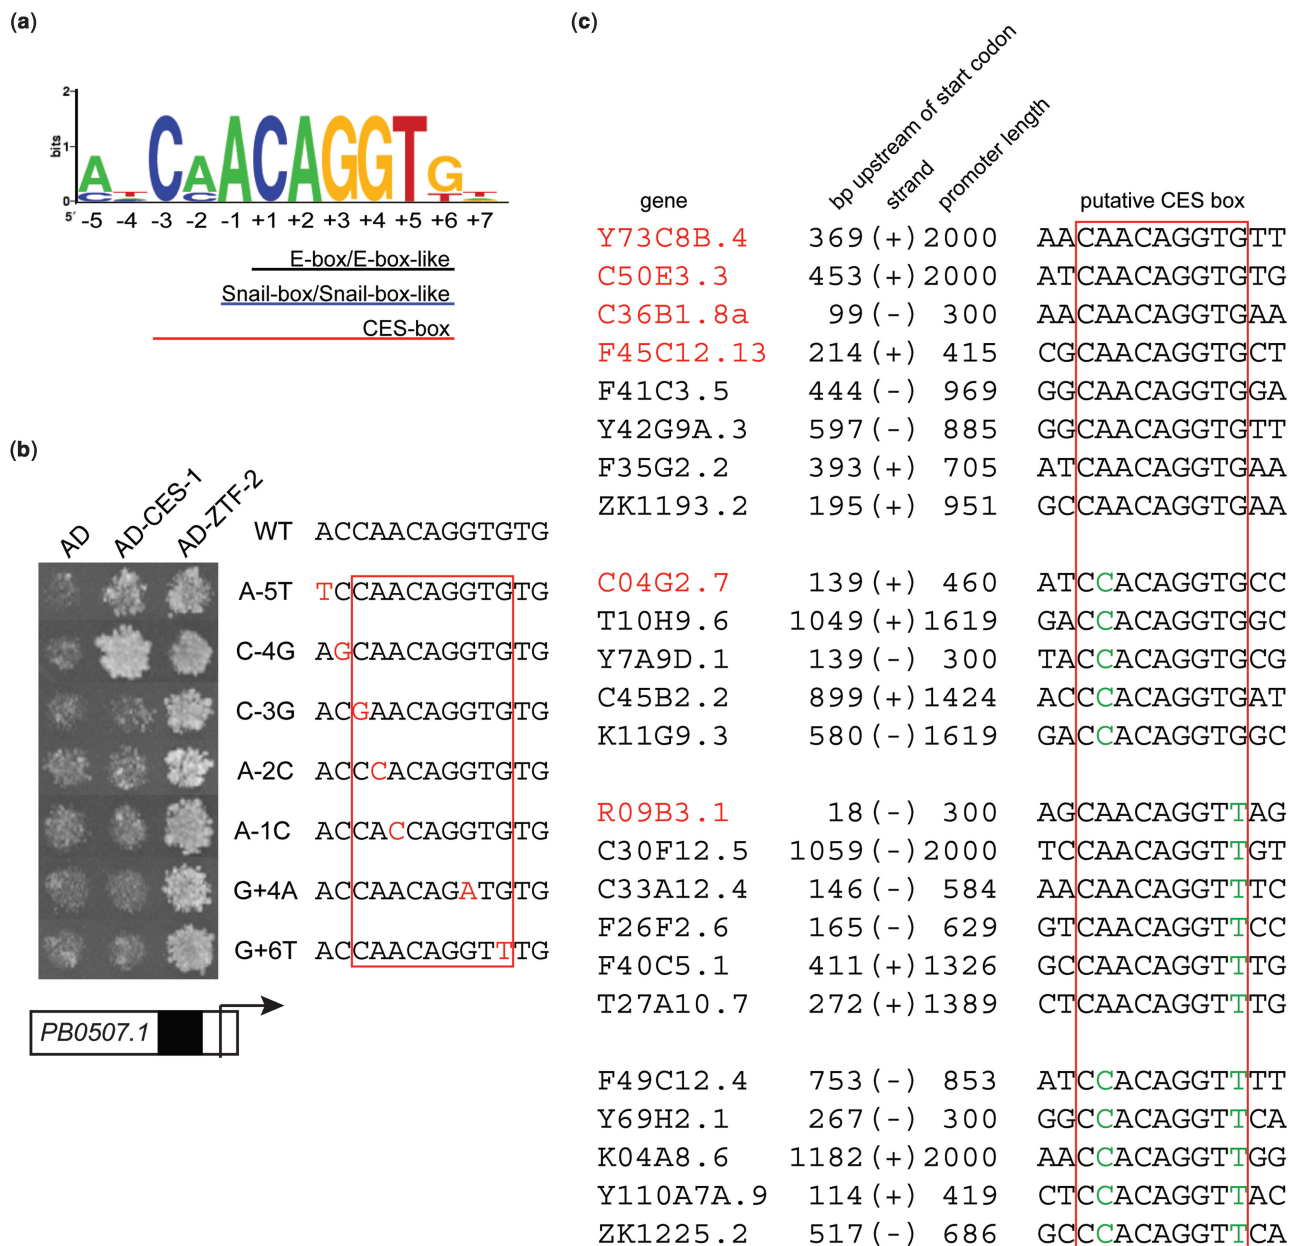 (a)
2
bits
1
0
ACATCACACAGGTGTTG
5′ -5 -4 -3 -2 -1 +1 +2 +3 +4 +5 +6 +7
E-box/E-box-like
Snail-box/Snail-box-like
CES-box
(b)
AD AD-CES-1 AD-ZTF-2
WT ACCAACAGGTGTG
A-5T TCCAACAGGTGTG
C-4G AGCAACAGGTGTG
C-3G ACGAACAGGTGTG
A-2C ACCCACAGGTGTG
A-1C ACCACCAGGTGTG
G+4A ACCAACAGATGTG
G+6T ACCAACAGGTTTG
PB0507.1
(c)
gene bp upstream of start codon strand promoter length putative CES box
Y73C8B.4 369 (+) 2000 AACAACAGGTGTT
C50E3.3 453 (+) 2000 ATCAACAGGTGTG
C36B1.8a 99 (-) 300 AACAACAGGTGAA
F45C12.13 214 (+) 415 CGCAACAGGTGCT
F41C3.5 444 (-) 969 GGCAACAGGTGGA
Y42G9A.3 597 (-) 885 GGCAACAGGTGTT
F35G2.2 393 (+) 705 ATCAACAGGTGAA
ZK1193.2 195 (+) 951 GCCAACAGGTGAA
C04G2.7 139 (+) 460 ATCCACAGGTGCC
T10H9.6 1049 (+) 1619 GACCACAGGTGGC
Y7A9D.1 139 (-) 300 TACCACAGGTGCG
C45B2.2 899 (+) 1424 ACCCACAGGTGAT
K11G9.3 580 (-) 1619 GACCACAGGTGGC
R09B3.1 18 (-) 300 AGCAACAGGTTAG
C30F12.5 1059 (-) 2000 TCCAACAGGTTGT
C33A12.4 146 (-) 584 AACAACAGGTTTC
F26F2.6 165 (-) 629 GTCAACAGGTTCC
F40C5.1 411 (+) 1326 GCCAACAGGTTTG
T27A10.7 272 (+) 1389 CTCAACAGGTTTG
F49C12.4 753 (-) 853 ATCCACAGGTTTT
Y69H2.1 267 (-) 300 GGCCACAGGTTCA
K04A8.6 1182 (+) 2000 AACCACAGGTTGG
Y110A7A.9 114 (+) 419 CTCCACAGGTTAC
ZK1225.2 517 (-) 686 GCCCACAGGTTCA